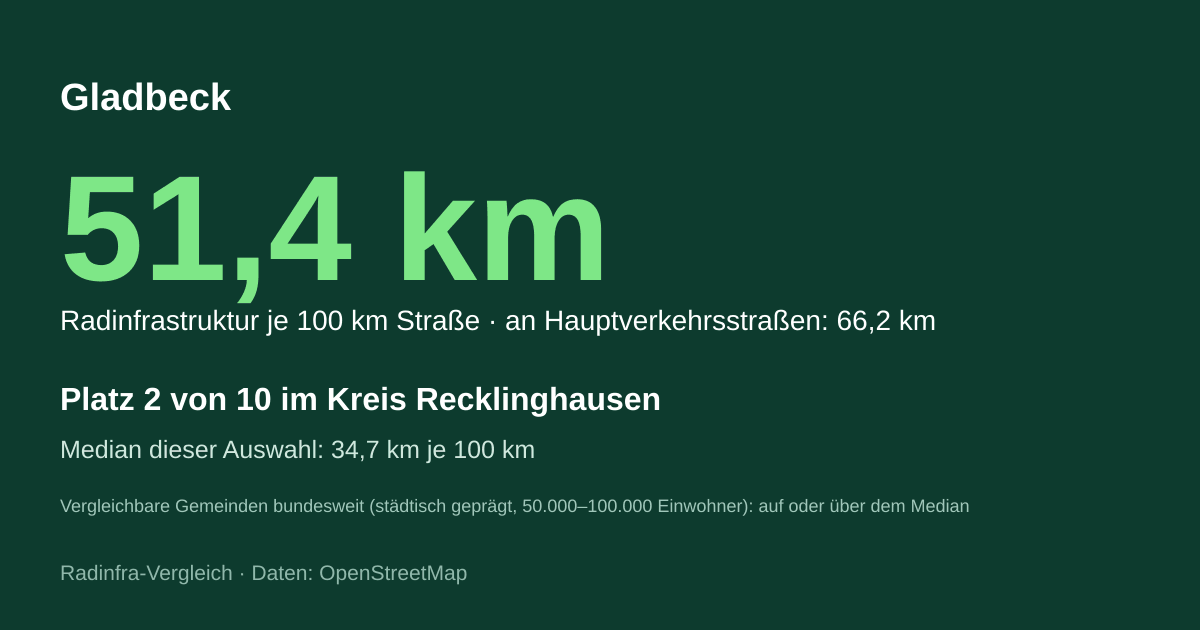 Gladbeck
51,4 km
Radinfrastruktur je 100 km Straße · an Hauptverkehrsstraßen: 66,2 km
Platz 2 von 10 im Kreis Recklinghausen
Median dieser Auswahl: 34,7 km je 100 km
Vergleichbare Gemeinden bundesweit (städtisch geprägt, 50.000–100.000 Einwohner): auf oder über dem Median
Radinfra-Vergleich · Daten: OpenStreetMap